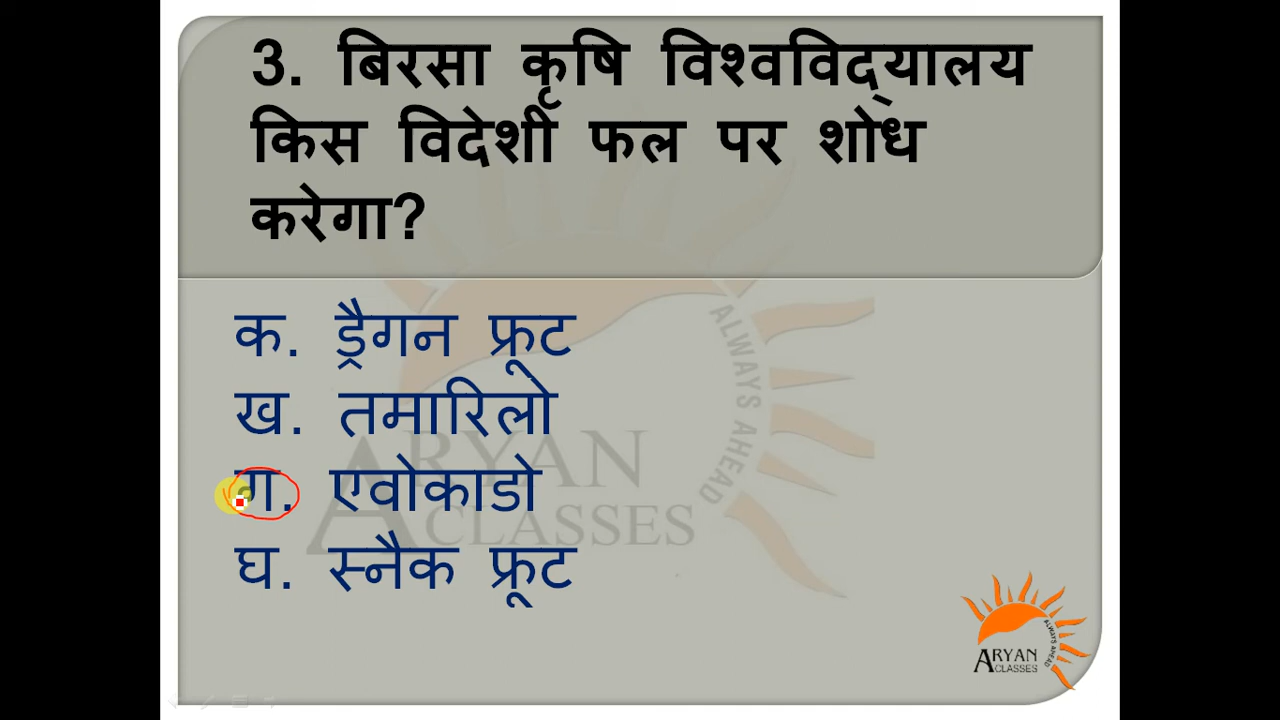 3. बिरसा कृषि विश्वविद्यालय
किस विदेशी फल पर शोध
करेगा?
क. ड्रैगन फ्रूट
ख. तमारिलो
ग. एवोकाडो
घ. स्नैक फ्रूट
ALWAYS AHEAD
ARYAN
CLASSES
ALWAYS AHEAD
ARYAN
CLASSES